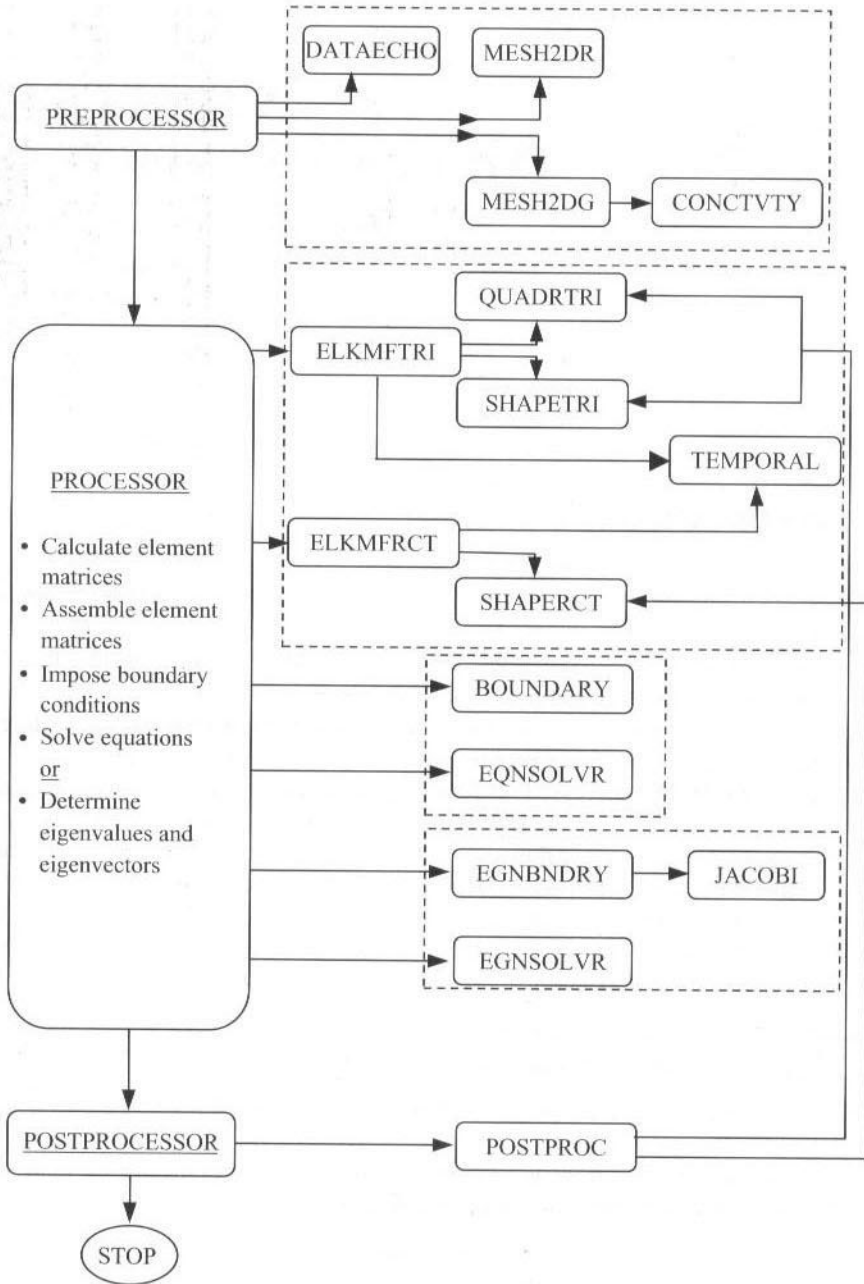 DATAECHO
MESH2DR
PREPROCESSOR
MESH2DG
CONCTVTY
QUADRTRI
ELKMFTRI
SHAPETRI
TEMPORAL
PROCESSOR
• Calculate element
matrices
• Assemble element
matrices
• Impose boundary
conditions
• Solve equations
or
• Determine
eigenvalues and
eigenvectors
ELKMFRCT
SHAPERCT
BOUNDARY
EQNSOLVR
EGNBNDRY
JACOBI
EGNSOLVR
POSTPROCESSOR
POSTPROC
STOP